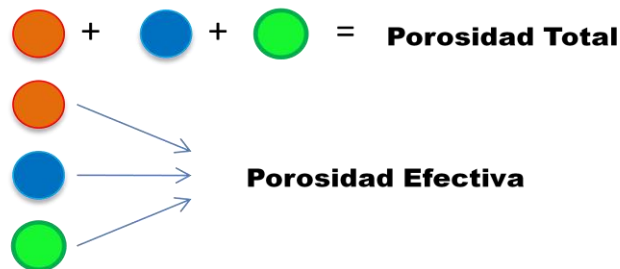 + + = Porosidad Total
Porosidad Efectiva